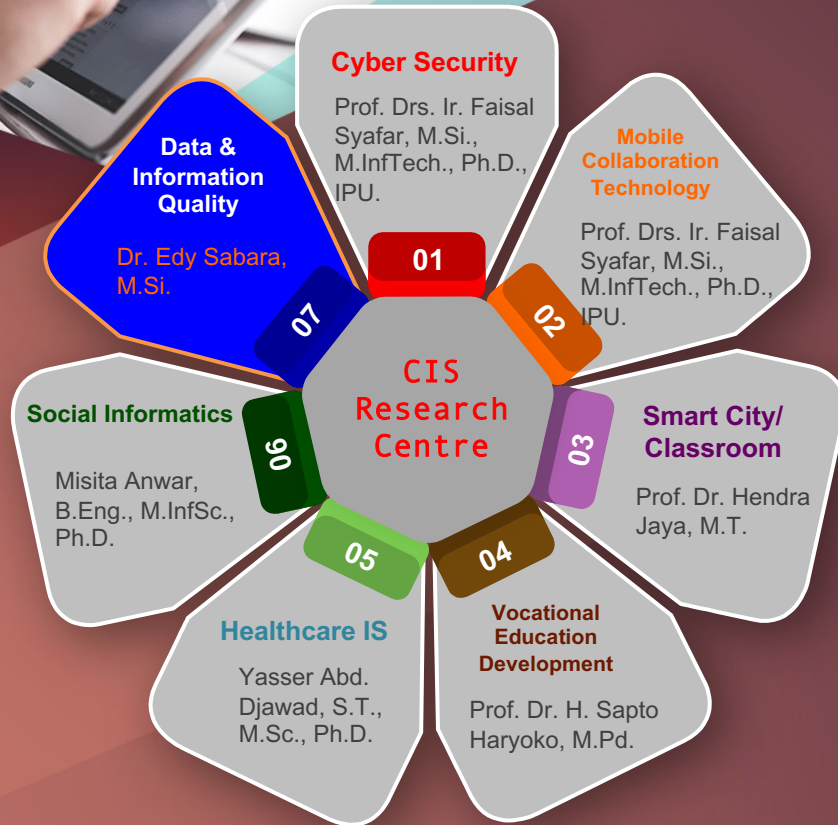 CIS
Research
Centre
01
Cyber Security
Prof. Drs. Ir. Faisal
Syafar, M.Si.,
M.InfTech., Ph.D.,
IPU.
02
Mobile
Collaboration
Technology
Prof. Drs. Ir. Faisal
Syafar, M.Si.,
M.InfTech., Ph.D.,
IPU.
03
Smart City/
Classroom
Prof. Dr. Hendra
Jaya, M.T.
04
Vocational
Education
Development
Prof. Dr. H. Sapto
Haryoko, M.Pd.
05
Healthcare IS
Yasser Abd.
Djawad, S.T.,
M.Sc., Ph.D.
06
Social Informatics
Misita Anwar,
B.Eng., M.InfSc.,
Ph.D.
07
Data &
Information
Quality
Dr. Edy Sabara,
M.Si.